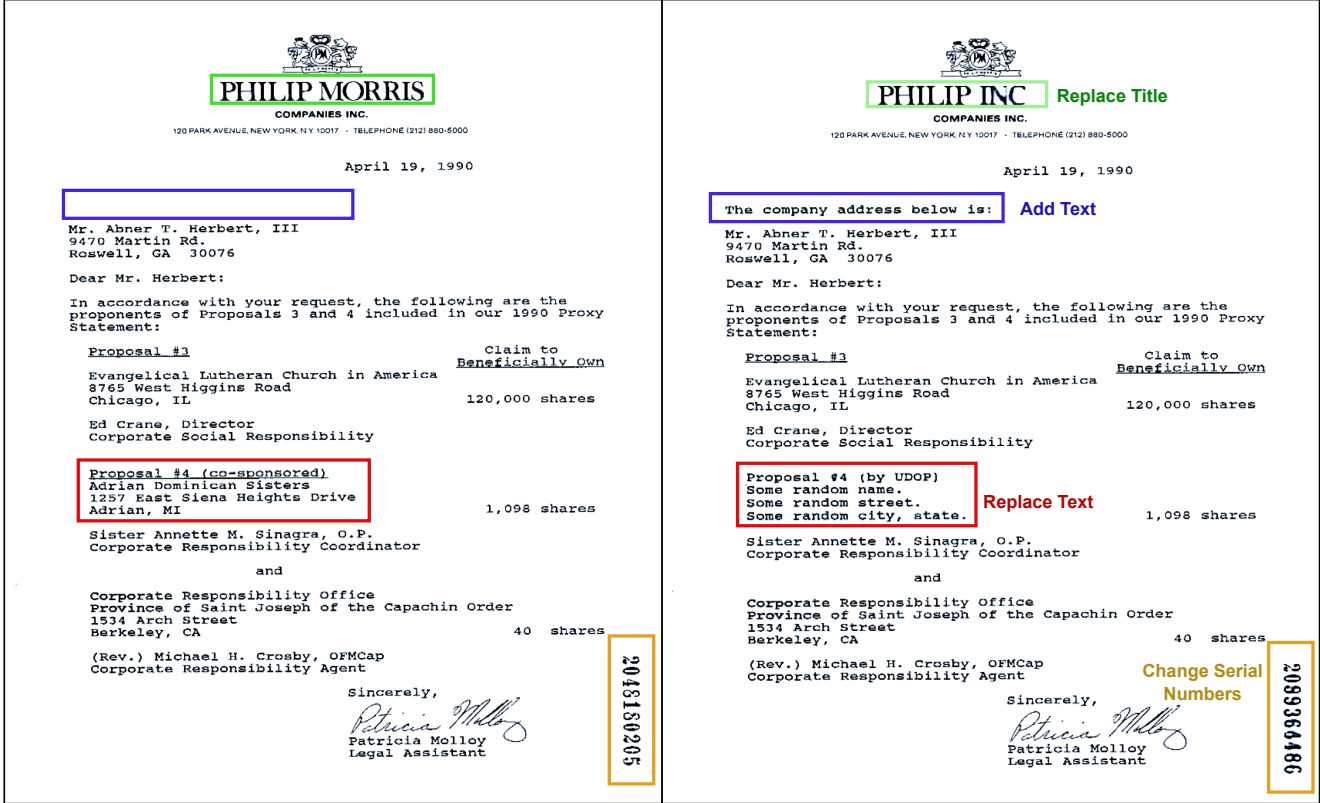 PM
PHILIP MORRIS
COMPANIES INC.
120 PARK AVENUE, NEW YORK, N.Y. 10017 · TELEPHONE (212) 880-5000
April 19, 1990
Mr. Abner T. Herbert, III
9470 Martin Rd.
Roswell, GA 30076
Dear Mr. Herbert:
In accordance with your request, the following are the
proponents of Proposals 3 and 4 included in our 1990 Proxy
Statement:
Proposal #3
Claim to
Beneficially Own
Evangelical Lutheran Church in America
8765 West Higgins Road
Chicago, IL 120,000 shares
Ed Crane, Director
Corporate Social Responsibility
Proposal #4 (co-sponsored)
Adrian Dominican Sisters
1257 East Siena Heights Drive
Adrian, MI 1,098 shares
Sister Annette M. Sinagra, O.P.
Corporate Responsibility Coordinator
and
Corporate Responsibility Office
Province of Saint Joseph of the Capachin Order
1534 Arch Street
Berkeley, CA 40 shares
(Rev.) Michael H. Crosby, OFMCap
Corporate Responsibility Agent
Sincerely,
Patricia Molloy
Patricia Molloy
Legal Assistant
2048180205
PM
PHILIP INC
Replace Title
COMPANIES INC.
120 PARK AVENUE, NEW YORK, N.Y. 10017 · TELEPHONE (212) 880-5000
April 19, 1990
The company address below is:
Add Text
Mr. Abner T. Herbert, III
9470 Martin Rd.
Roswell, GA 30076
Dear Mr. Herbert:
In accordance with your request, the following are the
proponents of Proposals 3 and 4 included in our 1990 Proxy
Statement:
Proposal #3
Claim to
Beneficially Own
Evangelical Lutheran Church in America
8765 West Higgins Road
Chicago, IL 120,000 shares
Ed Crane, Director
Corporate Social Responsibility
Proposal #4 (by UDOP)
Some random name.
Some random street.
Some random city, state.
Replace Text
1,098 shares
Sister Annette M. Sinagra, O.P.
Corporate Responsibility Coordinator
and
Corporate Responsibility Office
Province of Saint Joseph of the Capachin Order
1534 Arch Street
Berkeley, CA 40 shares
(Rev.) Michael H. Crosby, OFMCap
Corporate Responsibility Agent
Change Serial
Numbers
Sincerely,
Patricia Molloy
Patricia Molloy
Legal Assistant
2089366486